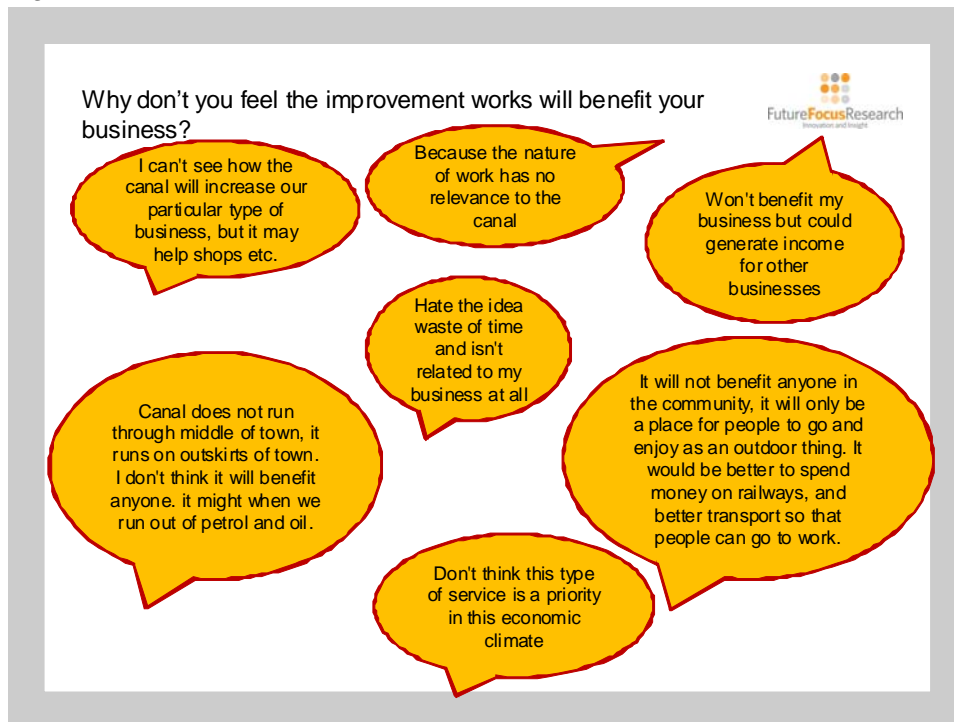 Why don't you feel the improvement works will benefit your
business?
FutureFocusResearch
Innovation and Insight
I can't see how the
canal will increase our
particular type of
business, but it may
help shops etc.
Because the nature
of work has no
relevance to the
canal
Won't benefit my
business but could
generate income
for other
businesses
Hate the idea
waste of time
and isn't
related to my
business at all
Canal does not run
through middle of town, it
runs on outskirts of town.
I don't think it will benefit
anyone. it might when we
run out of petrol and oil.
It will not benefit anyone in
the community, it will only be
a place for people to go and
enjoy as an outdoor thing. It
would be better to spend
money on railways, and
better transport so that
people can go to work.
Don't think this type
of service is a priority
in this economic
climate